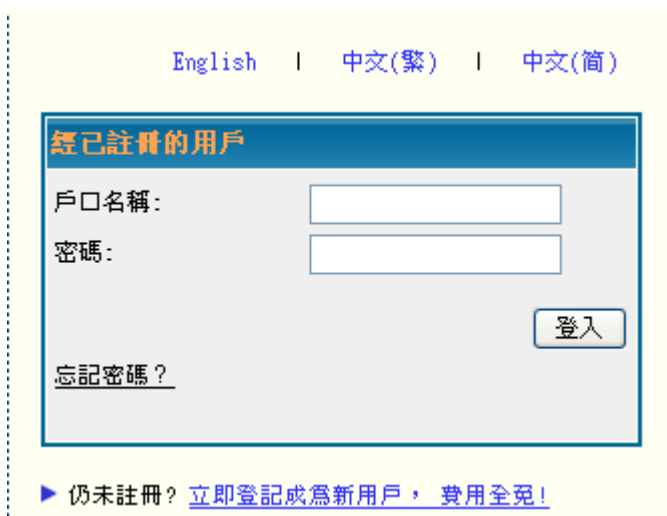 English | 中文(繁) | 中文(简)
經已註冊的用戶
戶口名稱:
密碼:
登入
忘記密碼？
仍未註冊? 立即登記成為新用戶， 費用全免!